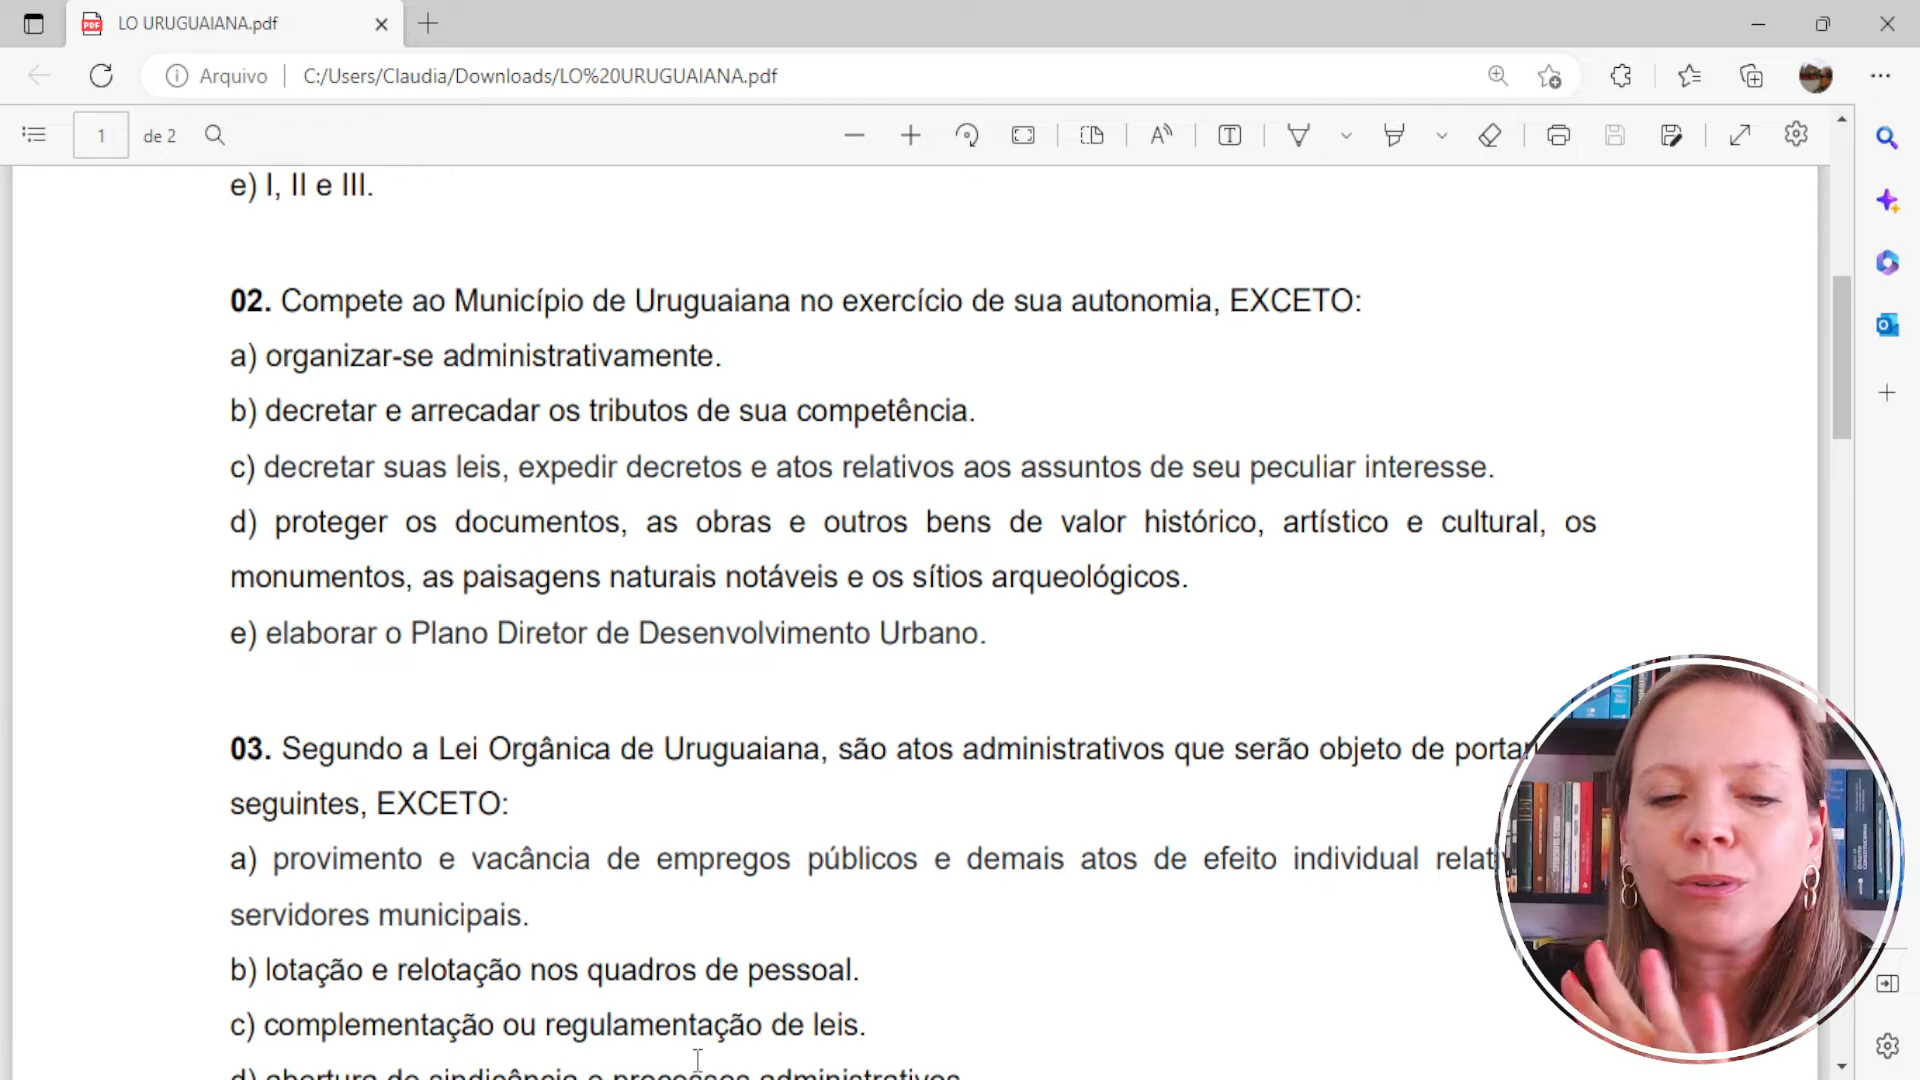 LO URUGUAIANA.pdf
Arquivo C:/Users/Claudia/Downloads/LO%20URUGUAIANA.pdf
1 de 2
e) I, II e III.
02. Compete ao Município de Uruguaiana no exercício de sua autonomia, EXCETO:
a) organizar-se administrativamente.
b) decretar e arrecadar os tributos de sua competência.
c) decretar suas leis, expedir decretos e atos relativos aos assuntos de seu peculiar interesse.
d) proteger os documentos, as obras e outros bens de valor histórico, artístico e cultural, os
monumentos, as paisagens naturais notáveis e os sítios arqueológicos.
e) elaborar o Plano Diretor de Desenvolvimento Urbano.
03. Segundo a Lei Orgânica de Uruguaiana, são atos administrativos que serão objeto de
seguintes, EXCETO:
a) provimento e vacância de empregos públicos e demais atos de efeito individual
servidores municipais.
b) lotação e relotação nos quadros de pessoal.
c) complementação ou regulamentação de leis.
d) abertura de sindicância e processos administrativos